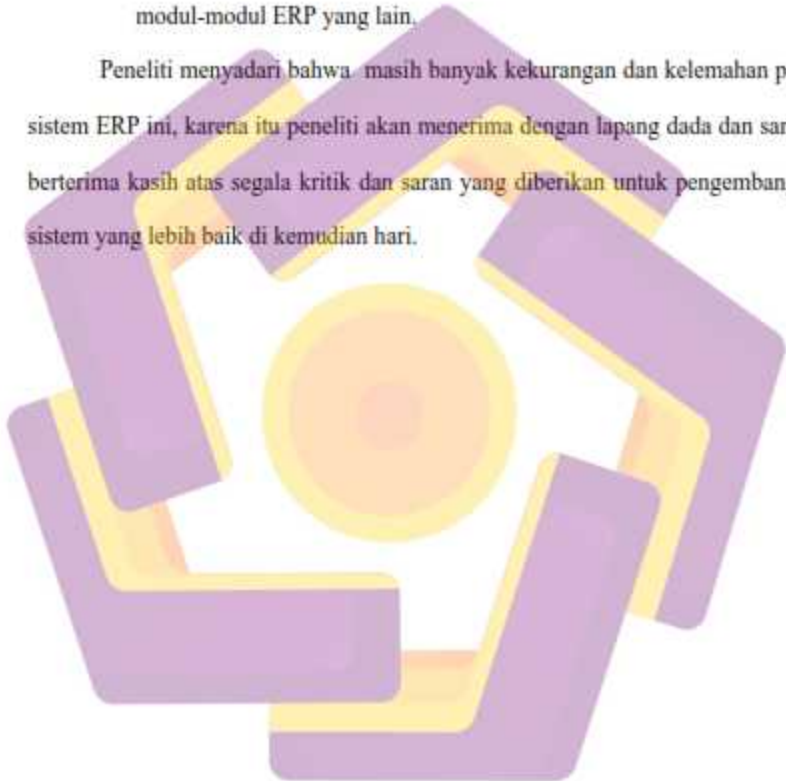 modul-modul ERP yang lain.
Peneliti menyadari bahwa masih banyak kekurangan dan kelemahan p
sistem ERP ini, karena itu peneliti akan menerima dengan lapang dada dan sar
berterima kasih atas segala kritik dan saran yang diberikan untuk pengemban
sistem yang lebih baik di kemudian hari.